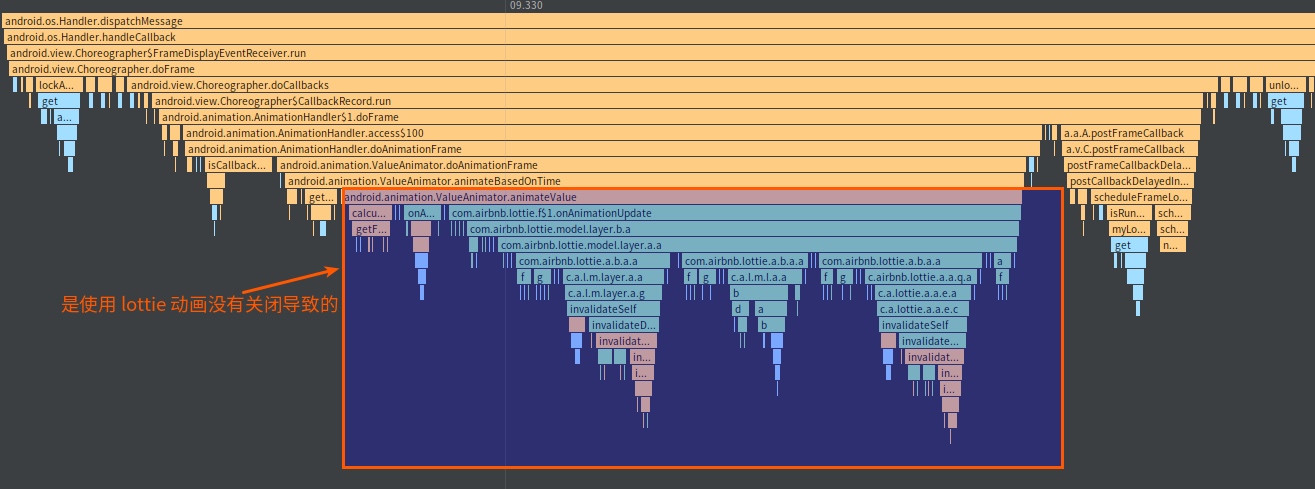 09.330
android.os.Handler.dispatchMessage
android.os.Handler.handleCallback
android.view.Choreographer$FrameDisplayEventReceiver.run
android.view.Choreographer.doFrame
lockA... android.view.Choreographer.doCallbacks unlo...
get android.view.Choreographer$CallbackRecord.run get
a... android.animation.AnimationHandler$1.doFrame
android.animation.AnimationHandler.access$100 a.a.A.postFrameCallback
android.animation.AnimationHandler.doAnimationFrame a.v.C.postFrameCallback
isCallback... android.animation.ValueAnimator.doAnimationFrame postFrameCallbackDela...
android.animation.ValueAnimator.animateBasedOnTime postCallbackDelayedIn...
get... android.animation.ValueAnimator.animateValue scheduleFrameLo...
calcu... onA... com.airbnb.lottie.f$1.onAnimationUpdate isRun... sch...
getF... com.airbnb.lottie.model.layer.b.a myLo... sch...
com.airbnb.lottie.model.layer.a.a get n...
com.airbnb.lottie.a.b.a.a com.airbnb.lottie.a.b.a.a com.airbnb.lottie.a.b.a.a a
f g c.a.l.m.layer.a.a f g c.a.l.m.l.a.a f g c.airbnb.lottie.a.a.q.a f
c.a.l.m.layer.a.g b c.a.lottie.a.a.e.a
invalidateSelf d a c.a.lottie.a.a.e.c
invalidateD... b invalidateSelf
invalidat... invalidate...
in... invalidat...
i... in...
i...
是使用 lottie 动画没有关闭导致的